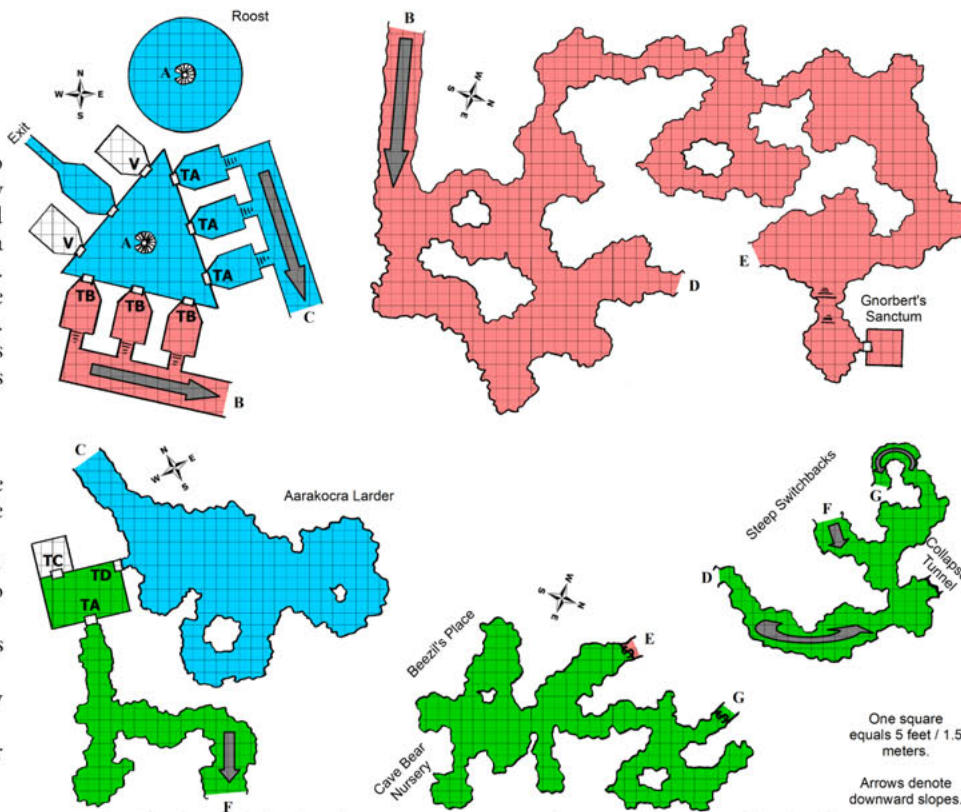 Roost
A
N
W E
S
Exit
V
TA
TA
V
A
TA
TB
TB
TB
C
B
B
W
S N
E
D
E
Gnorbert's
Sanctum
C
N
W E
S
Aarakocra Larder
TC
TD
TA
F
Beezil's Place
W
S N
E
E
G
Cave Bear
Nursery
Steep Switchbacks
G
F
D
Collapse
Tunnel
One square
equals 5 feet / 1.5
meters.
Arrows denote
downward slopes.